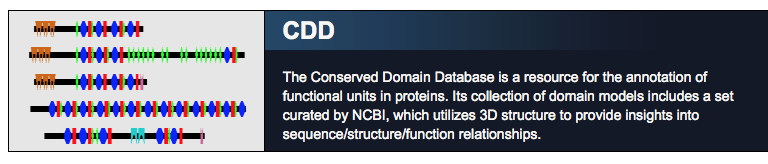 CDD
The Conserved Domain Database is a resource for the annotation of
functional units in proteins. Its collection of domain models includes a set
curated by NCBI, which utilizes 3D structure to provide insights into
sequence/structure/function relationships.